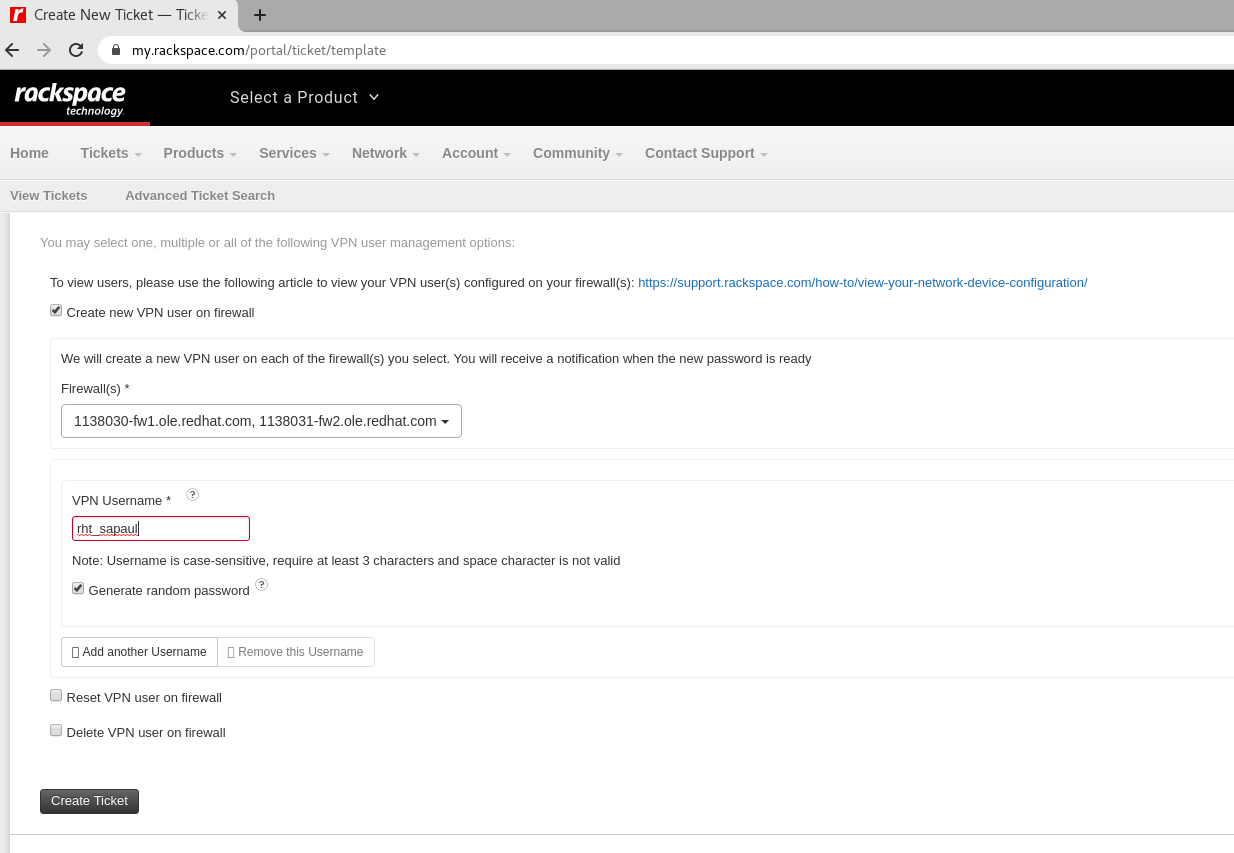 Create New Ticket — Ticke
my.rackspace.com/portal/ticket/template
rackspace
technology
Select a Product
Home Tickets Products Services Network Account Community Contact Support
View Tickets Advanced Ticket Search
You may select one, multiple or all of the following VPN user management options:
To view users, please use the following article to view your VPN user(s) configured on your firewall(s): https://support.rackspace.com/how-to/view-your-network-device-configuration/
Create new VPN user on firewall
We will create a new VPN user on each of the firewall(s) you select. You will receive a notification when the new password is ready
Firewall(s) *
1138030-fw1.ole.redhat.com, 1138031-fw2.ole.redhat.com
VPN Username * ?
rht_sapaul
Note: Username is case-sensitive, require at least 3 characters and space character is not valid
Generate random password ?
Add another Username Remove this Username
Reset VPN user on firewall
Delete VPN user on firewall
Create Ticket